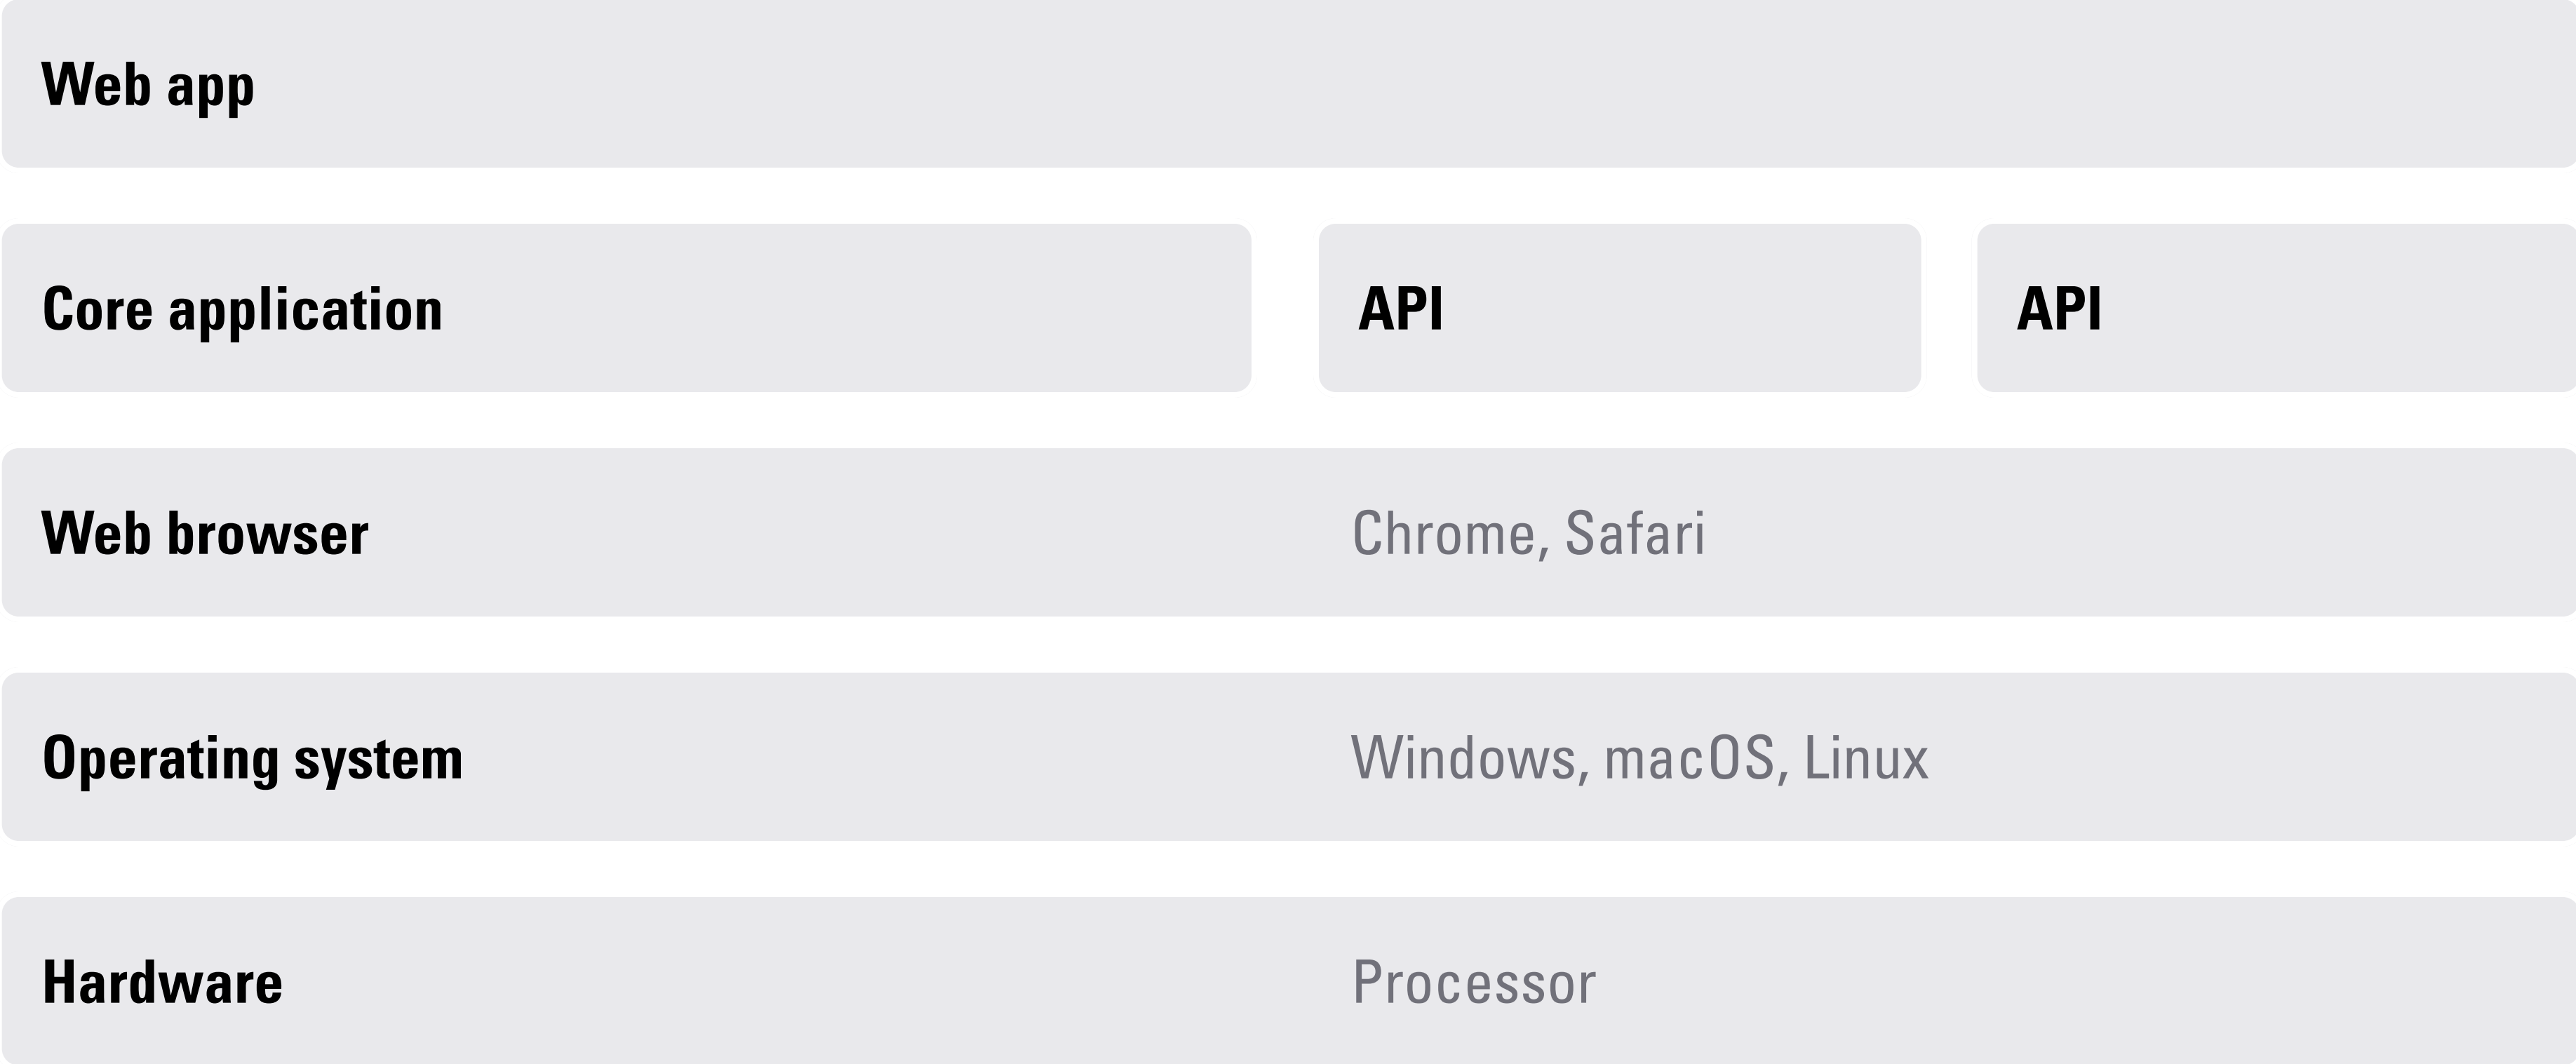 Web app
Core application API API
Web browser Chrome, Safari
Operating system Windows, macOS, Linux
Hardware Processor